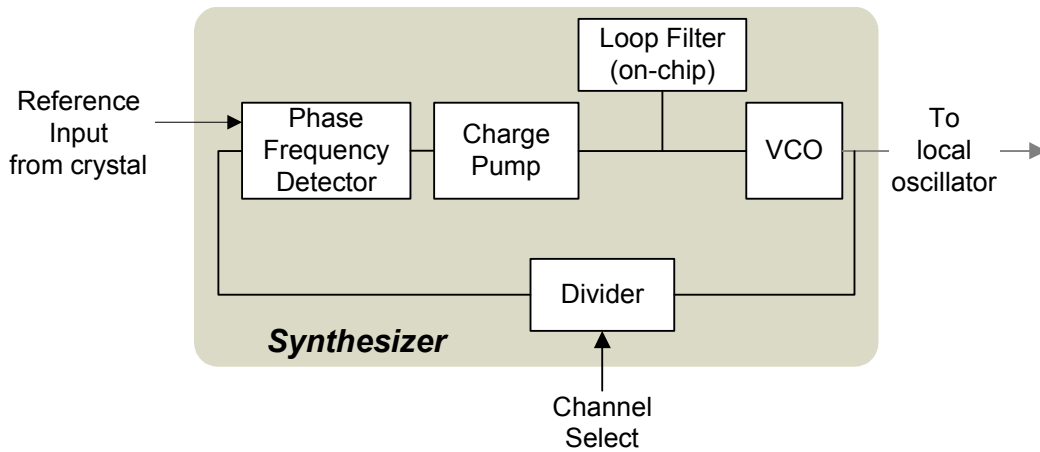 Loop Filter
(on-chip)
Reference
Input
from crystal
Phase
Frequency
Detector
Charge
Pump
VCO
To
local
oscillator
Divider
Synthesizer
Channel
Select